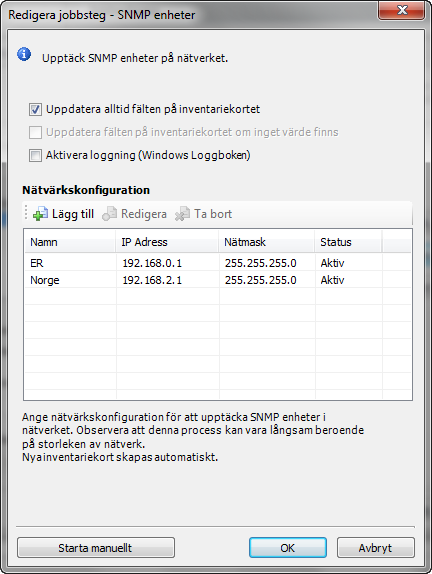 Redigera jobbsteg - SNMP enheter
Upptäck SNMP enheter på nätverket.
Uppdatera alltid fälten på inventariekortet
Uppdatera fälten på inventariekortet om inget värde finns
Aktivera loggning (Windows Loggboken)
Nätvärkskonfiguration
Lägg till Redigera Ta bort
Namn IP Adress Nätmask Status
ER 192.168.0.1 255.255.255.0 Aktiv
Norge 192.168.2.1 255.255.255.0 Aktiv
Ange nätvärkskonfiguration för att upptäcka SNMP enheter i
nätverket. Observera att denna process kan vara långsam beroende
på storleken av nätverk.
Nya inventariekort skapas automatiskt.
Starta manuellt OK Avbryt